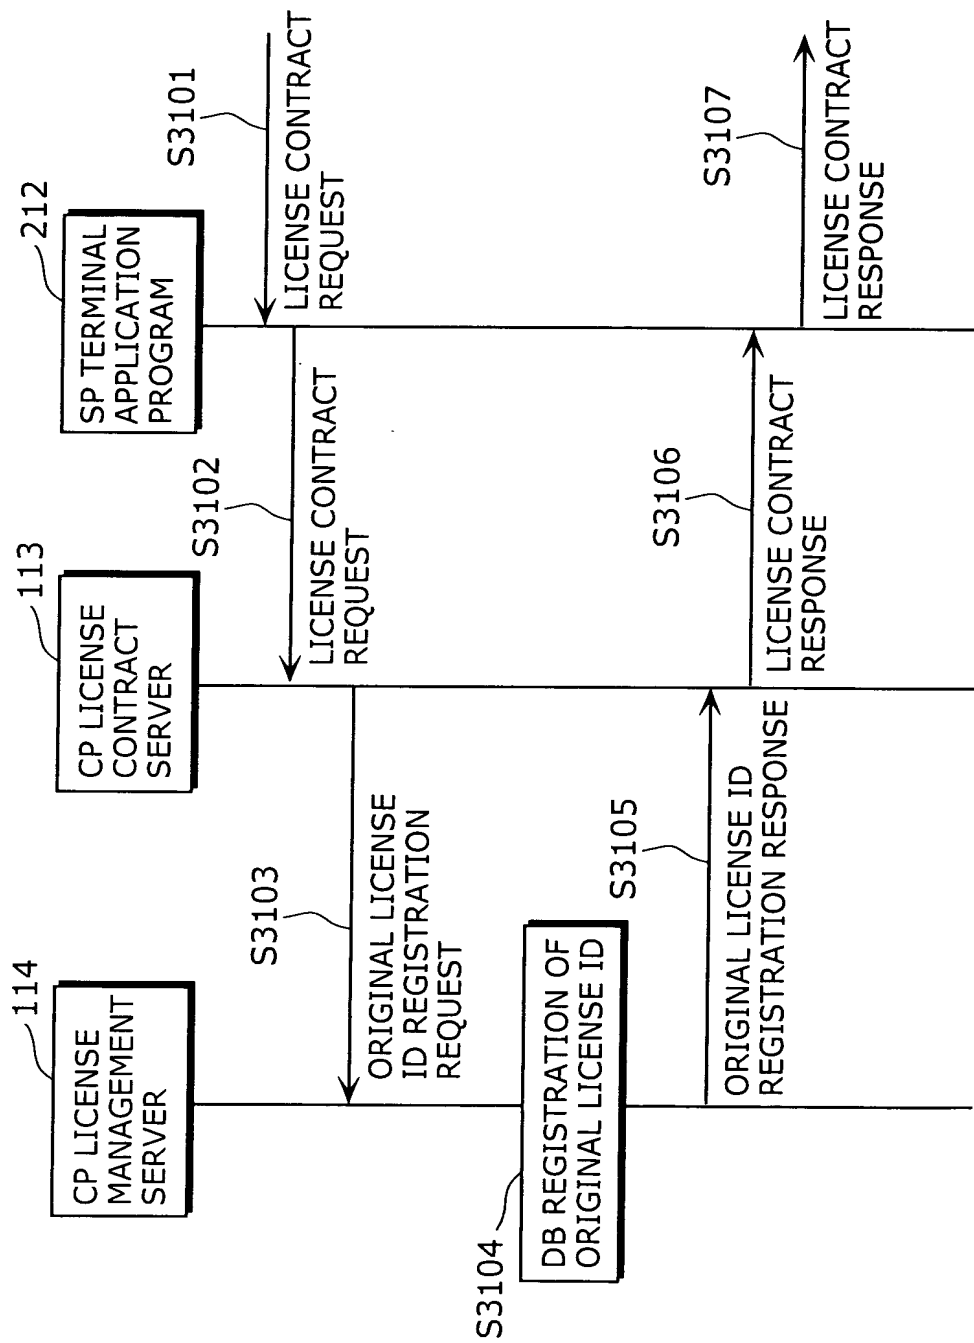 114
CP LICENSE
MANAGEMENT
SERVER
113
CP LICENSE
CONTRACT
SERVER
212
SP TERMINAL
APPLICATION
PROGRAM
S3101
LICENSE CONTRACT
REQUEST
S3102
LICENSE CONTRACT
REQUEST
S3103
ORIGINAL LICENSE
ID REGISTRATION
REQUEST
S3104
DB REGISTRATION OF
ORIGINAL LICENSE ID
S3105
ORIGINAL LICENSE ID
REGISTRATION RESPONSE
S3106
LICENSE CONTRACT
RESPONSE
S3107
LICENSE CONTRACT
RESPONSE